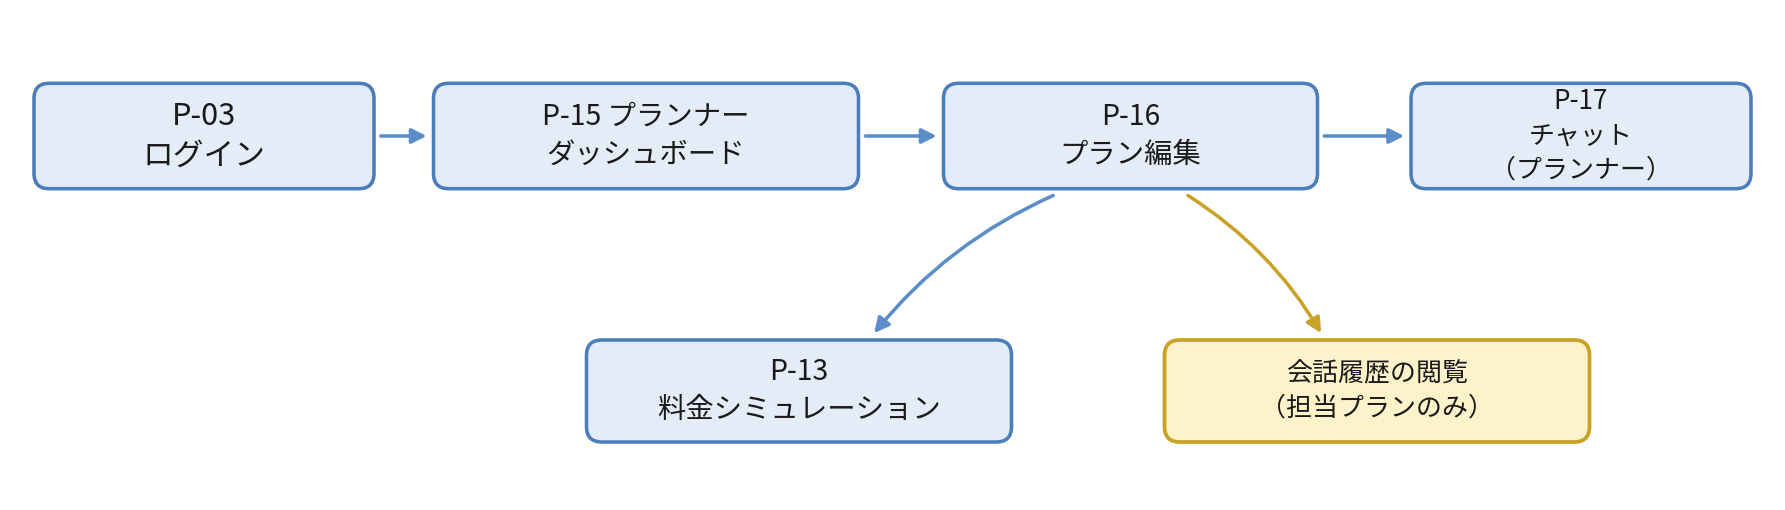 P-03
ログイン
P-15 プランナー
ダッシュボード
P-16
プラン編集
P-17
チャット
（プランナー）
P-13
料金シミュレーション
会話履歴の閲覧
（担当プランのみ）